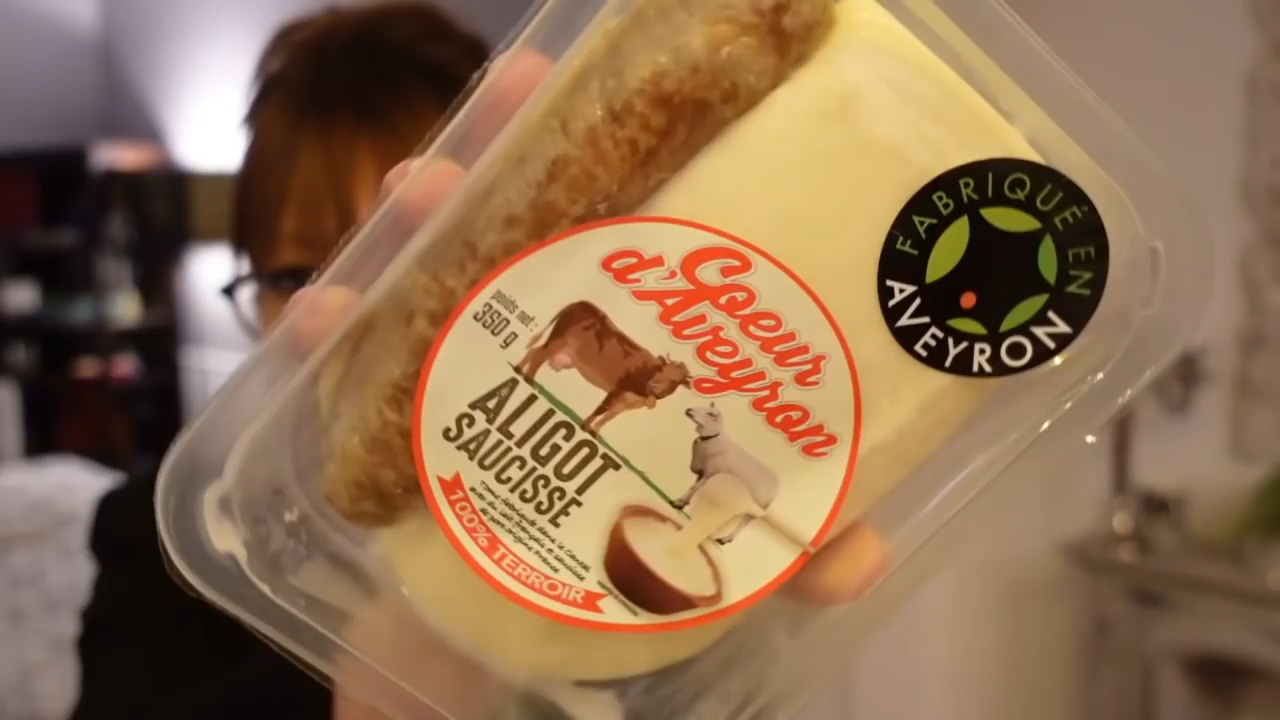 Coeur
d'Aveyron
poids net :
350 g
ALIGOT
SAUCISSE
100% TERROIR
FABRIQUÉ EN
AVEYRON